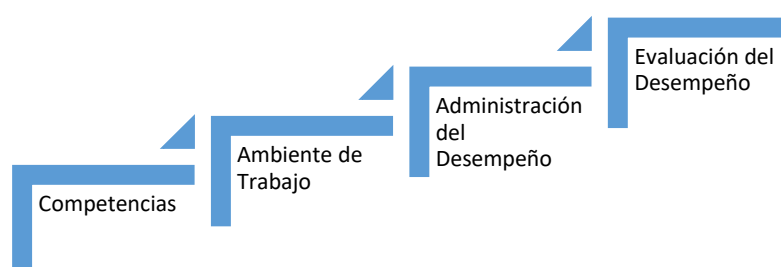 Competencias
Ambiente de
Trabajo
Administración
del
Desempeño
Evaluación del
Desempeño